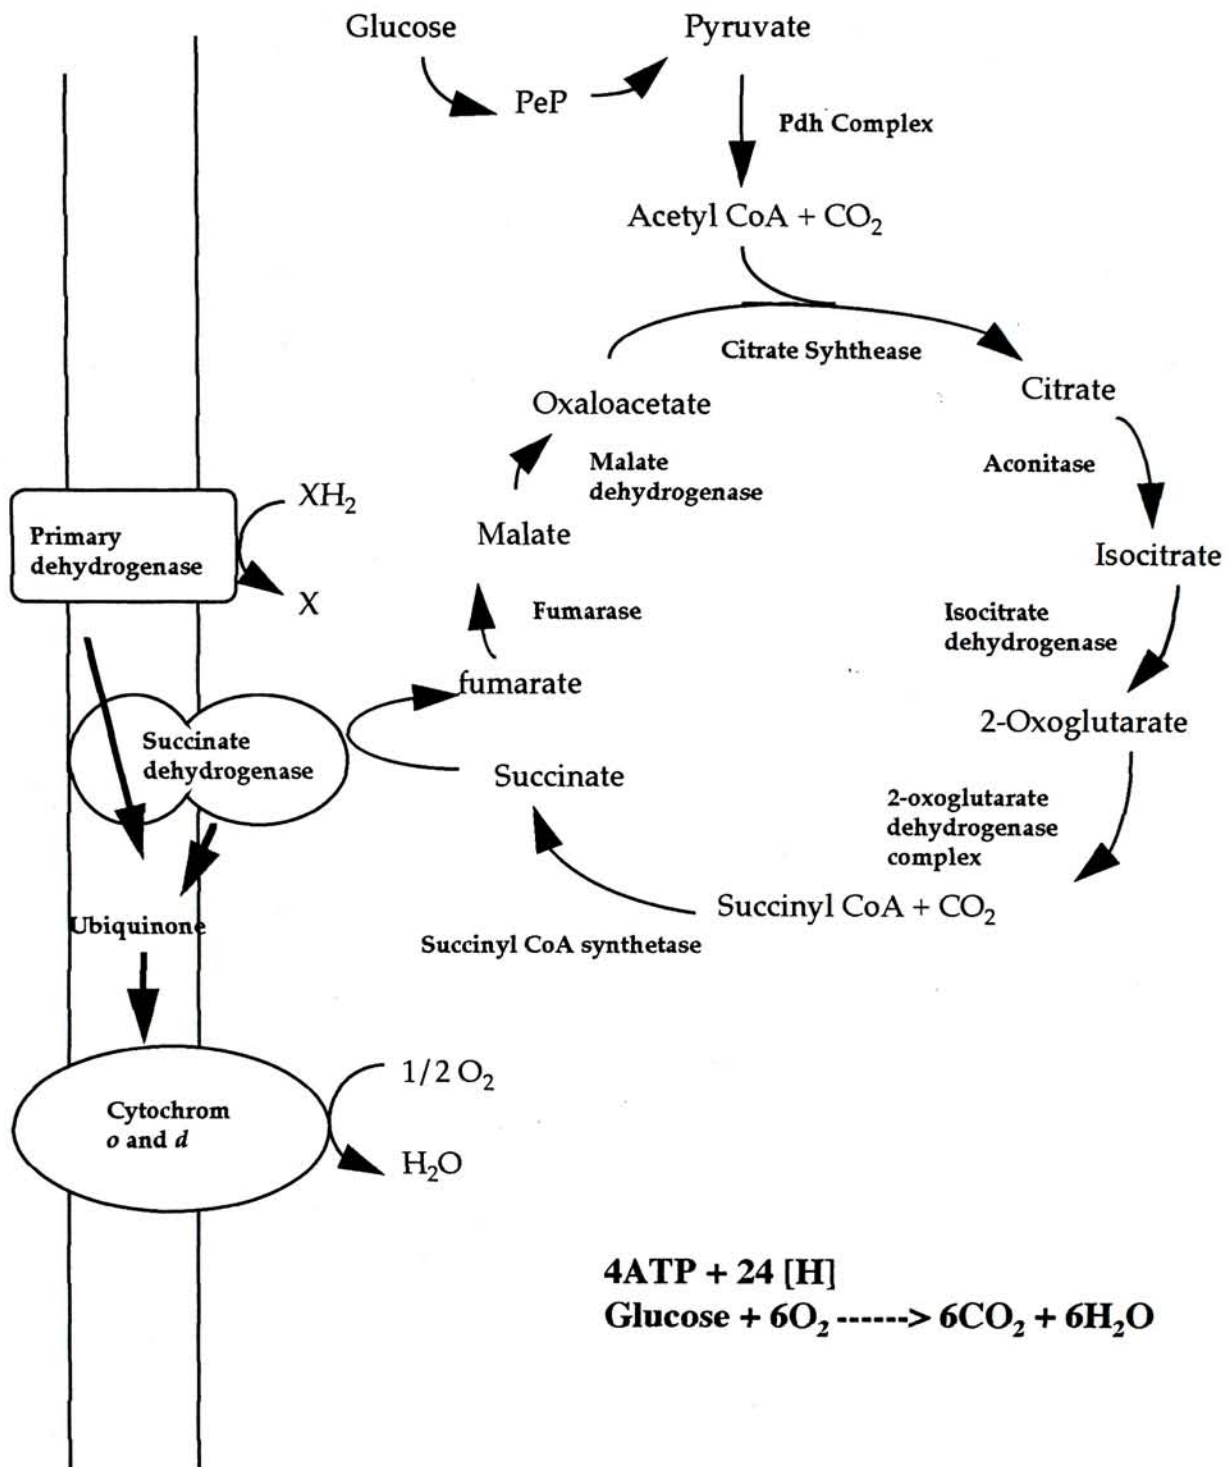 Glucose
Pyruvate
PeP
Pdh Complex
Acetyl CoA + CO₂
Citrate Syhthease
Oxaloacetate
Citrate
Malate
dehydrogenase
Aconitase
XH₂
Primary
dehydrogenase
Malate
Isocitrate
X
Fumarase
Isocitrate
dehydrogenase
fumarate
2-Oxoglutarate
Succinate
dehydrogenase
Succinate
2-oxoglutarate
dehydrogenase
complex
Succinyl CoA + CO₂
Ubiquinone
Succinyl CoA synthetase
1/2 O₂
Cytochrom
o and d
H₂O
4ATP + 24 [H]
Glucose + 6O₂ ------> 6CO₂ + 6H₂O